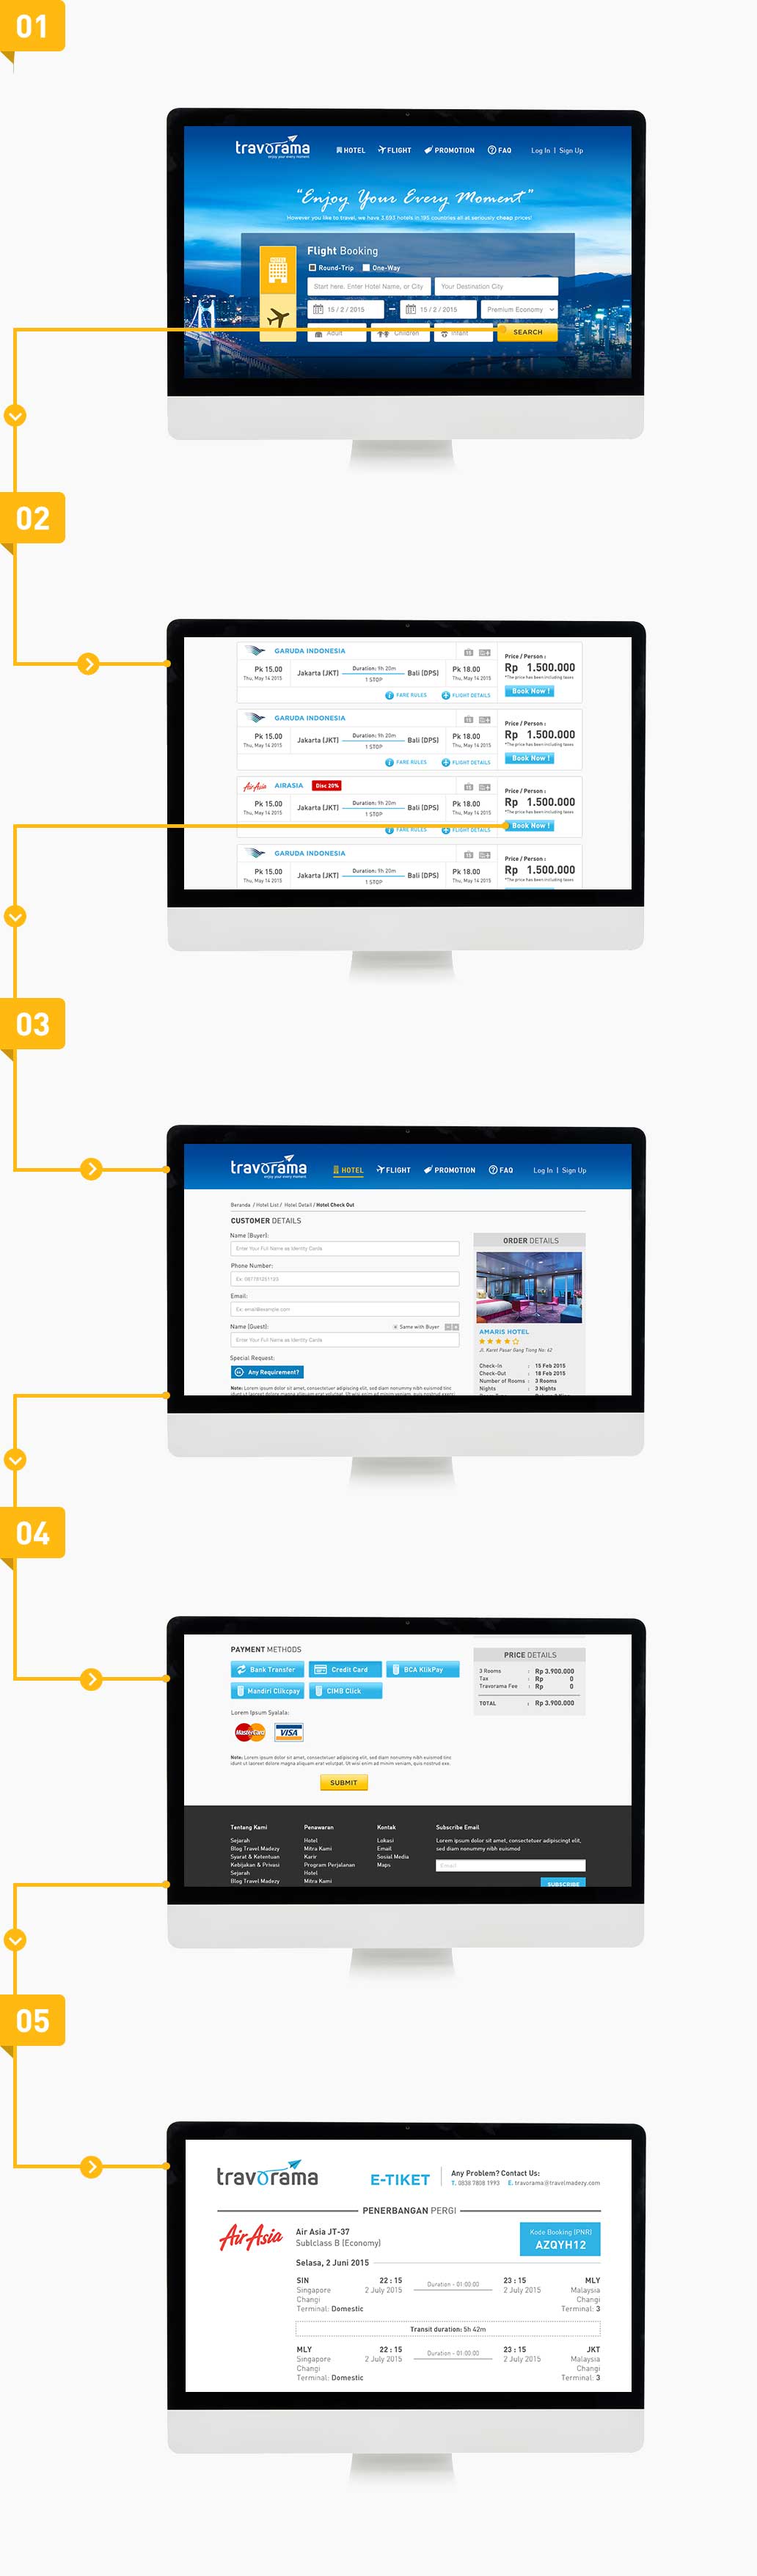 01
travorama
enjoy your every moment
HOTEL FLIGHT PROMOTION FAQ Log In | Sign Up
"Enjoy Your Every Moment"
However you like to travel, we have 3.693 hotels in 195 countries all at seriously cheap prices!
Flight Booking
Round-Trip One-Way
Start here. Enter Hotel Name, or City Your Destination City
15 / 2 / 2015 – 15 / 2 / 2015 Premium Economy
Adult Children Infant SEARCH
02
GARUDA INDONESIA Price / Person :
Pk 15.00 Jakarta (JKT) Duration: 9h 20m Bali (DPS) Pk 18.00 Rp 1.500.000
Thu, May 14 2015 1 STOP Thu, May 14 2015 *The price has been including taxes
FARE RULES FLIGHT DETAILS Book Now !
GARUDA INDONESIA Price / Person :
Pk 15.00 Jakarta (JKT) Duration: 9h 20m Bali (DPS) Pk 18.00 Rp 1.500.000
Thu, May 14 2015 1 STOP Thu, May 14 2015 *The price has been including taxes
FARE RULES FLIGHT DETAILS Book Now !
AirAsia AIRASIA Disc 20% Price / Person :
Pk 15.00 Jakarta (JKT) Duration: 9h 20m Bali (DPS) Pk 18.00 Rp 1.500.000
Thu, May 14 2015 1 STOP Thu, May 14 2015 *The price has been including taxes
FARE RULES FLIGHT DETAILS Book Now !
GARUDA INDONESIA Price / Person :
Pk 15.00 Jakarta (JKT) Duration: 9h 20m Bali (DPS) Pk 18.00 Rp 1.500.000
Thu, May 14 2015 1 STOP Thu, May 14 2015 *The price has been including taxes
03
travorama
enjoy your every moment
HOTEL FLIGHT PROMOTION FAQ Log In | Sign Up
Beranda / Hotel List / Hotel Detail / Hotel Check Out
CUSTOMER DETAILS
Name (Buyer):
Enter Your Full Name as Identity Cards
Phone Number:
Ex. 081781251123
Email:
Ex. email@example.com
Name (Guest): Same with Buyer
Enter Your Full Name as Identity Cards
Special Request:
Any Requirement?
Note: Lorem ipsum dolor sit amet, consectetuer adipiscing elit, sed diam nonummy nibh euismod tinc
idunt ut laoreet dolore magna aliquam erat volutpat. Ut wisi enim ad minim veniam, quis nostrud exe
ORDER DETAILS
AMARIS HOTEL
Jl. Karet Pasar Gang Tiong No: 62
Check-In : 15 Feb 2015
Check-Out : 18 Feb 2015
Number of Rooms : 3 Rooms
Nights : 3 Nights
04
PAYMENT METHODS
Bank Transfer Credit Card BCA KlikPay
Mandiri Clikcpay CIMB Click
Lorem Ipsum Syalala:
MasterCard VISA
Note: Lorem ipsum dolor sit amet, consectetuer adipiscing elit, sed diam nonummy nibh euismod tinc
idunt ut laoreet dolore magna aliquam erat volutpat. Ut wisi enim ad minim veniam, quis nostrud exe.
SUBMIT
PRICE DETAILS
3 Rooms : Rp 3.900.000
Tax : Rp 0
Travorama Fee : Rp 0
TOTAL : Rp 3.900.000
Tentang Kami Penawaran Kontak Subscribe Email
Sejarah Hotel Lokasi Lorem ipsum dolor sit amet, consectetuer adipiscingt elit,
Blog Travel Madezy Mitra Kami Email sed diam nonummy nibh euismod
Syarat & Ketentuan Karir Sosial Media
Kebijakan & Privasi Program Perjalanan Maps Email
Sejarah Hotel
Blog Travel Madezy Mitra Kami SUBSCRIBE
05
travorama E-TIKET Any Problem? Contact Us:
T. 0838 7808 1993 E. travorama@travelmadezy.com
PENERBANGAN PERGI
AirAsia Air Asia JT-37 Kode Booking (PNR)
Sublclass B (Economy) AZQYH12
Selasa, 2 Juni 2015
SIN 22 : 15 Duration - 01:00:00 23 : 15 MLY
Singapore 2 July 2015 2 July 2015 Malaysia
Changi Changi
Terminal: Domestic Terminal: 3
Transit duration: 5h 42m
MLY 22 : 15 Duration - 01:00:00 23 : 15 JKT
Singapore 2 July 2015 2 July 2015 Malaysia
Changi Changi
Terminal: Domestic Terminal: 3